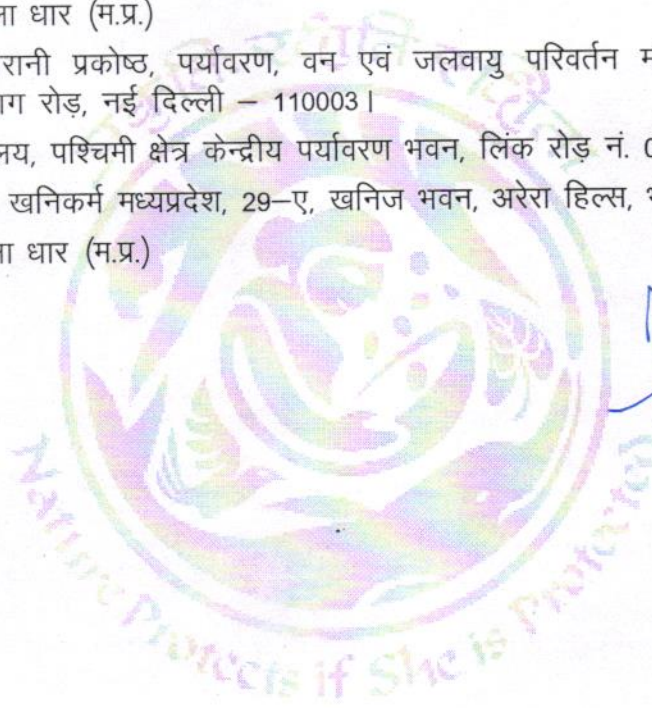 ना धार (म.प्र.)
रानी प्रकोष्ठ, पर्यावरण, वन एवं जलवायु परिवर्तन म
ाग रोड़, नई दिल्ली – 110003।
लय, पश्चिमी क्षेत्र केन्द्रीय पर्यावरण भवन, लिंक रोड़ नं. 0
खनिकर्म मध्यप्रदेश, 29–ए, खनिज भवन, अरेरा हिल्स, भ
ना धार (म.प्र.)
Nature Protects if She is Protected